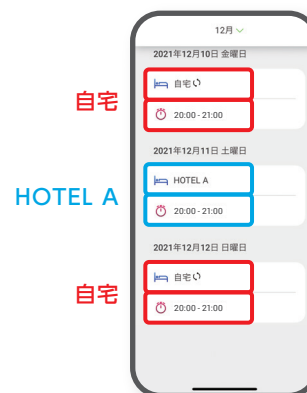 12月
2021年12月10日 金曜日
自宅
自宅
20:00 - 21:00
2021年12月11日 土曜日
HOTEL A
HOTEL A
20:00 - 21:00
2021年12月12日 日曜日
自宅
自宅
20:00 - 21:00